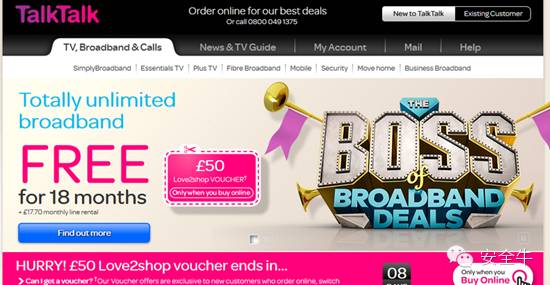 TalkTalk
Order online for our best deals
Or call 0800 049 1375
New to TalkTalk
Existing Customer
TV, Broadband & Calls
News & TV Guide
My Account
Mail
Help
SimplyBroadband
Essentials TV
Plus TV
Fibre Broadband
Mobile
Security
Move home
Business Broadband
Totally unlimited
broadband
FREE
for 18 months
+ £17.70 monthly line rental
Find out more
£50
Love2shop VOUCHER†
Only when you buy online
THE
BOSS
of
BROADBAND
DEALS
HURRY! £50 Love2shop voucher ends in...
> Can I get a voucher? †Our Voucher offers are exclusive to new customers who order online, switch
08
Only when you
Buy Online
安全牛